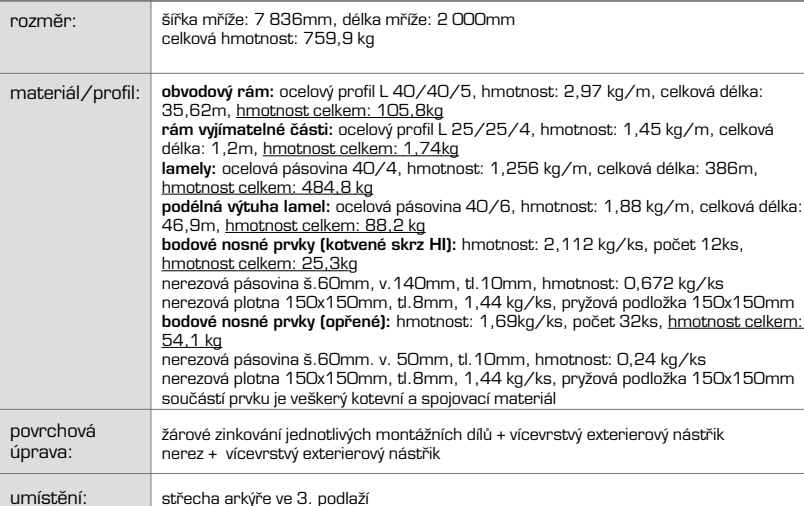 rozměr:
šířka mříže: 7 836mm, délka mříže: 2 000mm
celková hmotnost: 759,9 kg
materiál/profil:
obvodový rám: ocelový profil L 40/40/5, hmotnost: 2,97 kg/m, celková délka:
35,62m, hmotnost celkem: 105,8kg
rám vyjímatelné části: ocelový profil L 25/25/4, hmotnost: 1,45 kg/m, celková
délka: 1,2m, hmotnost celkem: 1,74kg
lamely: ocelová pásovina 40/4, hmotnost: 1,256 kg/m, celková délka: 386m,
hmotnost celkem: 484,8 kg
podélná výtuha lamel: ocelová pásovina 40/6, hmotnost: 1,88 kg/m, celková délka:
46,9m, hmotnost celkem: 88,2 kg
bodové nosné prvky (kotvené skrz HI): hmotnost: 2,112 kg/ks, počet 12ks,
hmotnost celkem: 25,3kg
nerezová pásovina š.60mm, v.140mm, tl.10mm, hmotnost: 0,672 kg/ks
nerezová plotna 150x150mm, tl.8mm, 1,44 kg/ks, pryžová podložka 150x150mm
bodové nosné prvky (opřené): hmotnost: 1,69kg/ks, počet 32ks, hmotnost celkem:
54,1 kg
nerezová pásovina š.60mm. v. 50mm, tl.10mm, hmotnost: 0,24 kg/ks
nerezová plotna 150x150mm, tl.8mm, 1,44 kg/ks, pryžová podložka 150x150mm
součástí prvku je veškerý kotevní a spojovací materiál
povrchová
úprava:
žárové zinkování jednotlivých montážních dílů + vícevrstvý exterierový nástřik
nerez + vícevrstvý exterierový nástřik
umístění:
střecha arkýře ve 3. podlaží